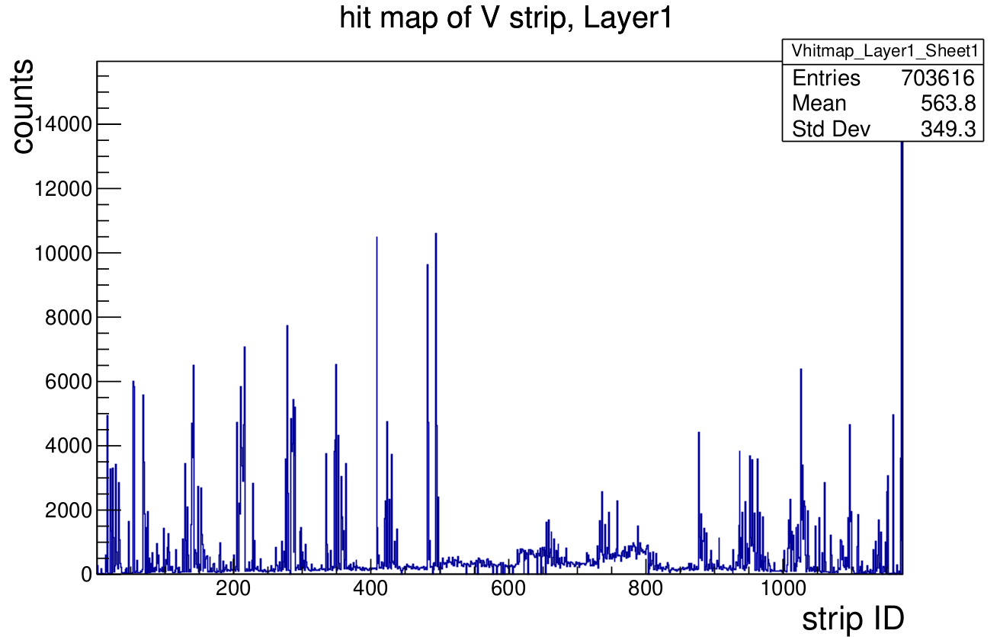 hit map of V strip, Layer1
Vhitmap_Layer1_Sheet1
Entries 703616
Mean 563.8
Std Dev 349.3
counts
14000
12000
10000
8000
6000
4000
2000
0
200 400 600 800 1000
strip ID